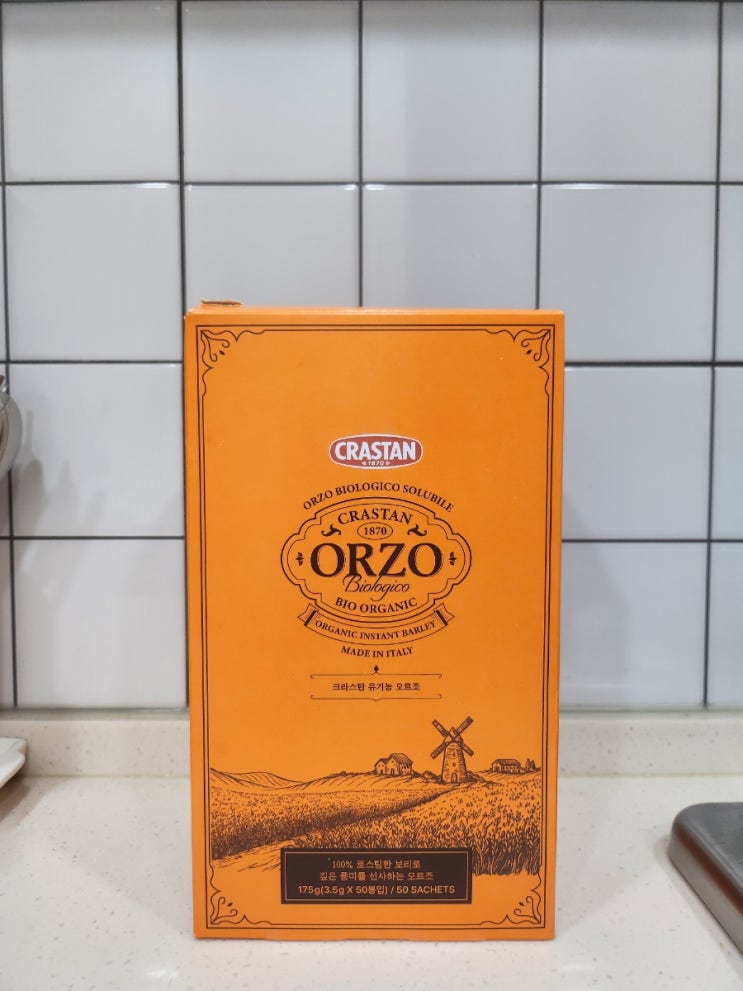 CRASTAN
1870
ORZO BIOLOGICO SOLUBILE
CRASTAN
1870
ORZO
Biologico
BIO ORGANIC
ORGANIC INSTANT BARLEY
MADE IN ITALY
크라스탄 유기농 오르조
100% 로스팅한 보리로
깊은 풍미를 선사하는 오르조
175g(3.5g X 50봉입) / 50 SACHETS